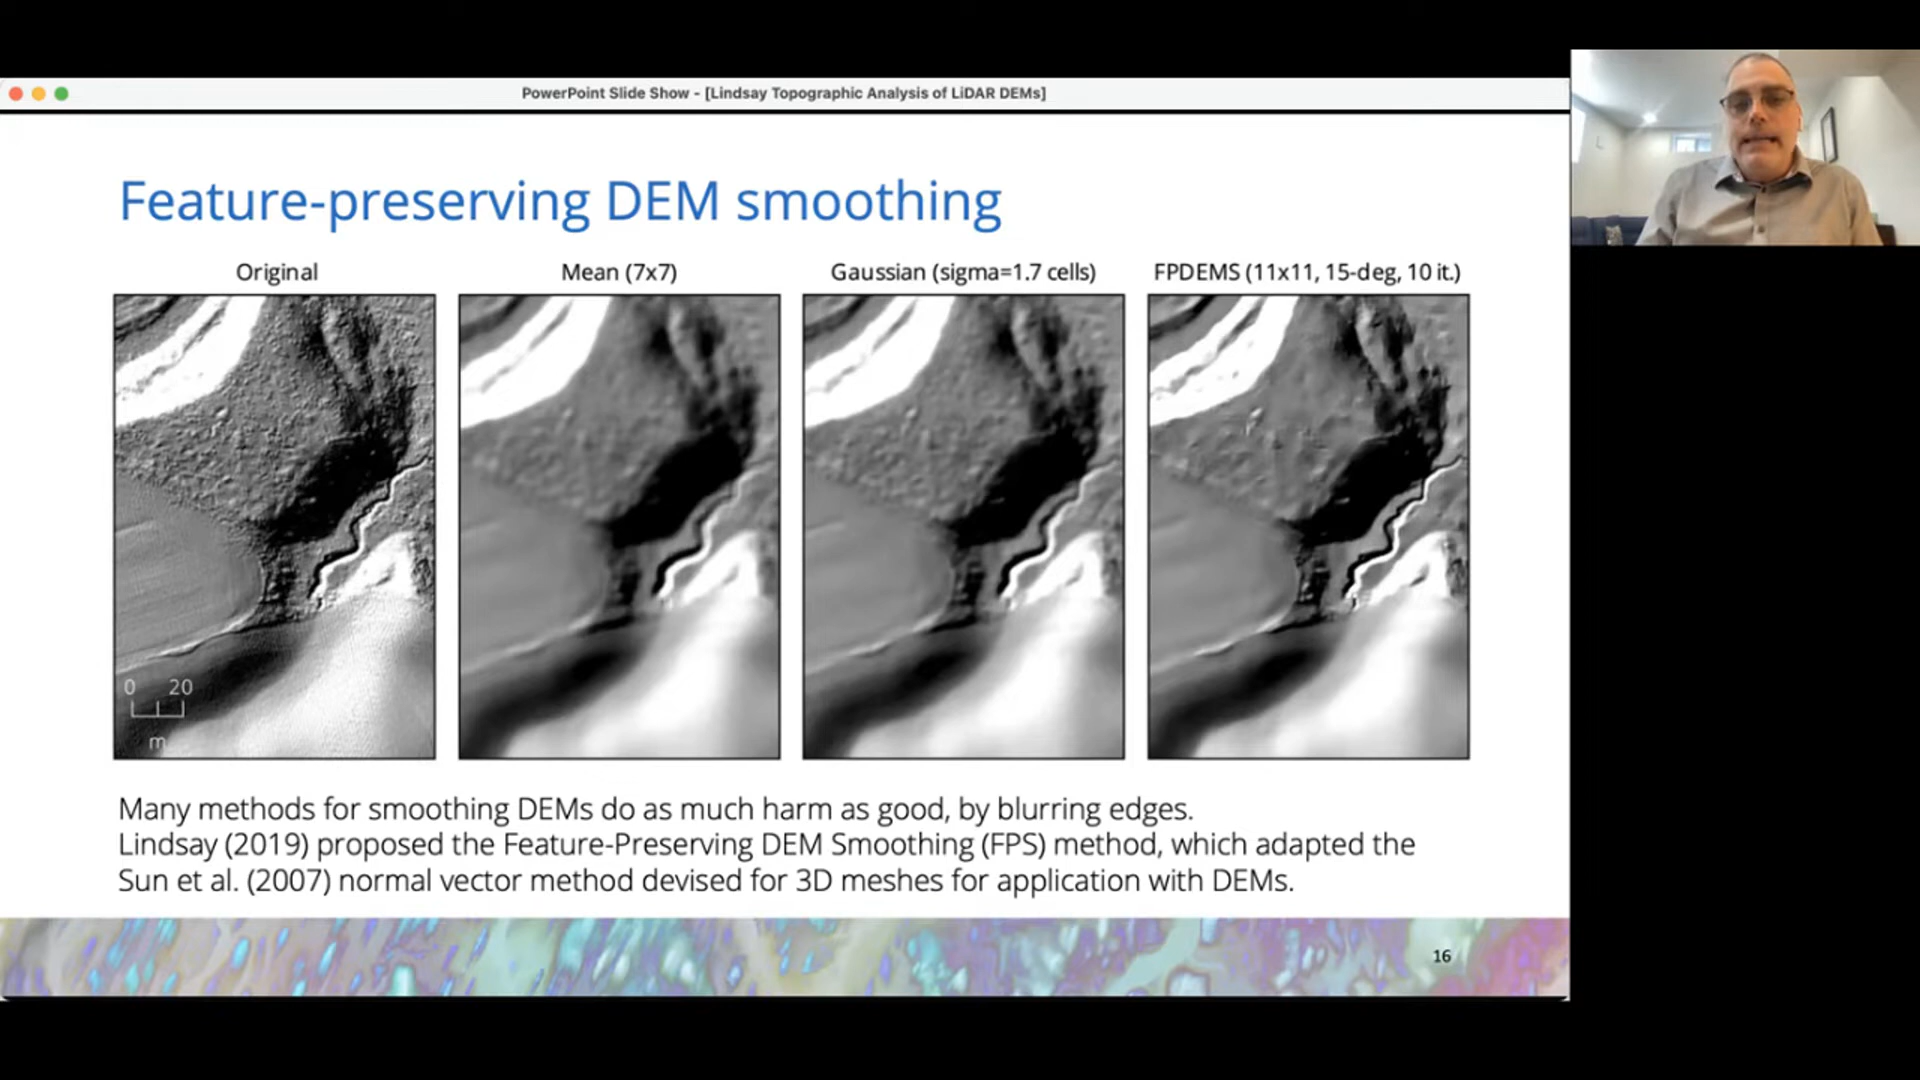 PowerPoint Slide Show - [Lindsay Topographic Analysis of LiDAR DEMs]
Feature-preserving DEM smoothing
Original
Mean (7x7)
Gaussian (sigma=1.7 cells)
FPDEMS (11x11, 15-deg, 10 it.)
0 20
m
Many methods for smoothing DEMs do as much harm as good, by blurring edges.
Lindsay (2019) proposed the Feature-Preserving DEM Smoothing (FPS) method, which adapted the
Sun et al. (2007) normal vector method devised for 3D meshes for application with DEMs.
16